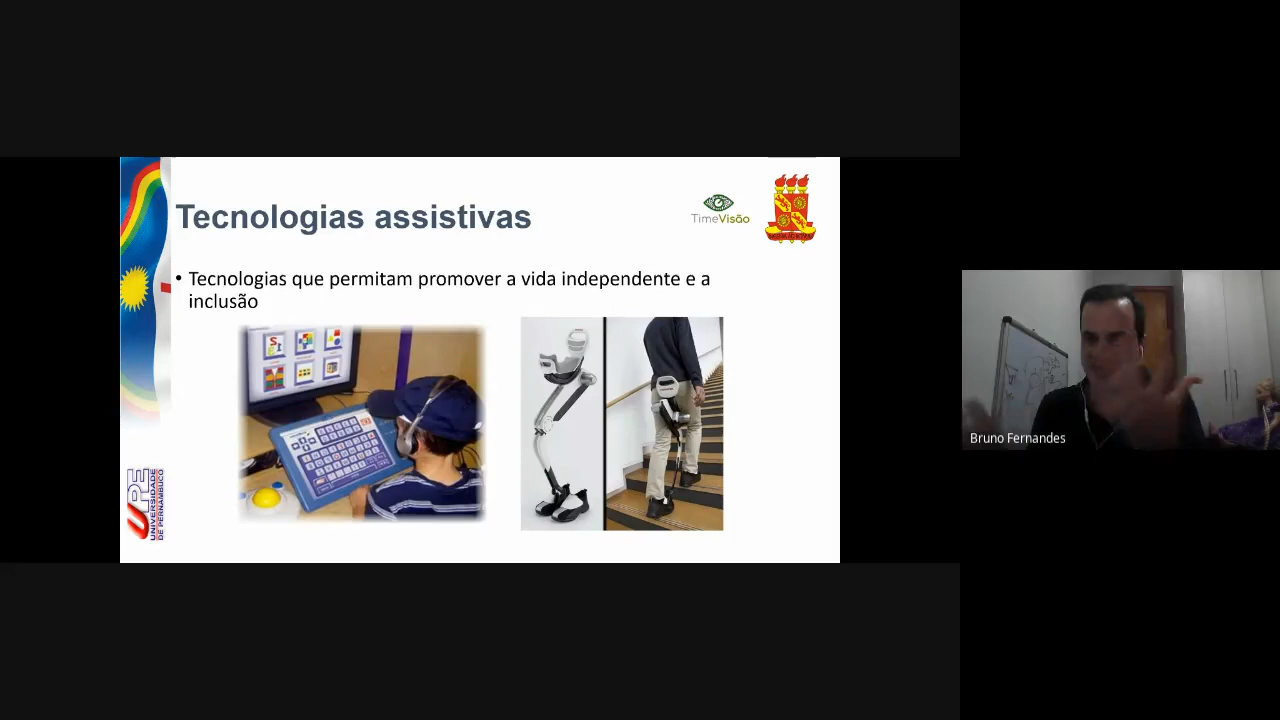 Tecnologias assistivas
TimeVisão
• Tecnologias que permitam promover a vida independente e a
inclusão
UPE
UNIVERSIDADE
DE PERNAMBUCO
Bruno Fernandes